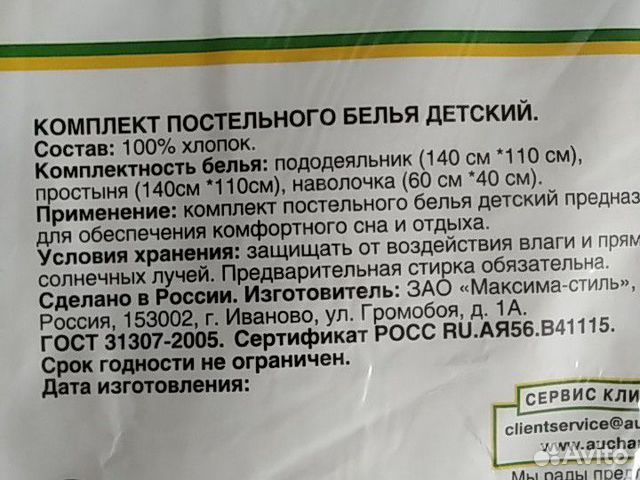 КОМПЛЕКТ ПОСТЕЛЬНОГО БЕЛЬЯ ДЕТСКИЙ.
Состав: 100% хлопок.
Комплектность белья: пододеяльник (140 см *110 см),
простыня (140см *110см), наволочка (60 см *40 см).
Применение: комплект постельного белья детский предназ
для обеспечения комфортного сна и отдыха.
Условия хранения: защищать от воздействия влаги и прям
солнечных лучей. Предварительная стирка обязательна.
Сделано в России. Изготовитель: ЗАО «Максима-стиль»,
Россия, 153002, г. Иваново, ул. Громобоя, д. 1А.
ГОСТ 31307-2005. Сертификат РОСС RU.АЯ56.В41115.
Срок годности не ограничен.
Дата изготовления:
СЕРВИС КЛИ
clientservice@au
www.aucha
Мы рады пред
Avito